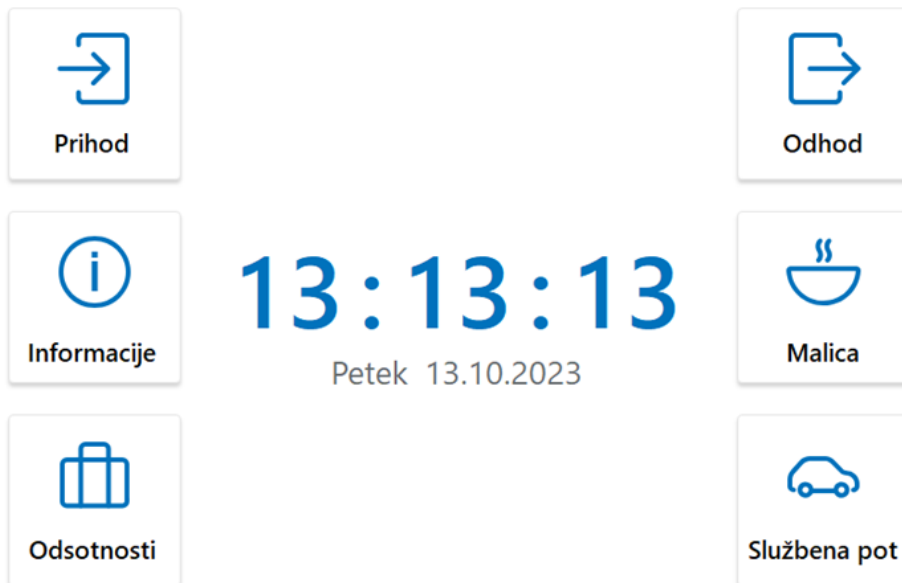 Prihod
Odhod
Informacije
13:13:13
Petek 13.10.2023
Malica
Odsotnosti
Službena pot